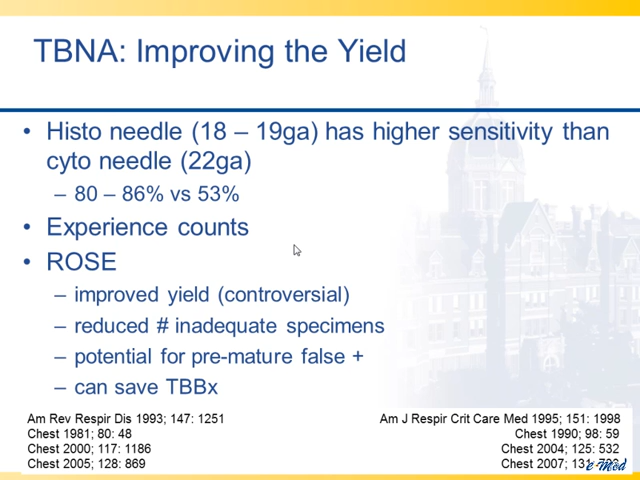 TBNA: Improving the Yield
• Histo needle (18 – 19ga) has higher sensitivity than
cyto needle (22ga)
– 80 – 86% vs 53%
• Experience counts
• ROSE
– improved yield (controversial)
– reduced # inadequate specimens
– potential for pre-mature false +
– can save TBBx
Am Rev Respir Dis 1993; 147: 1251
Chest 1981; 80: 48
Chest 2000; 117: 1186
Chest 2005; 128: 869
Am J Respir Crit Care Med 1995; 151: 1998
Chest 1990; 98: 59
Chest 2004; 125: 532
Chest 2007;
e-Med